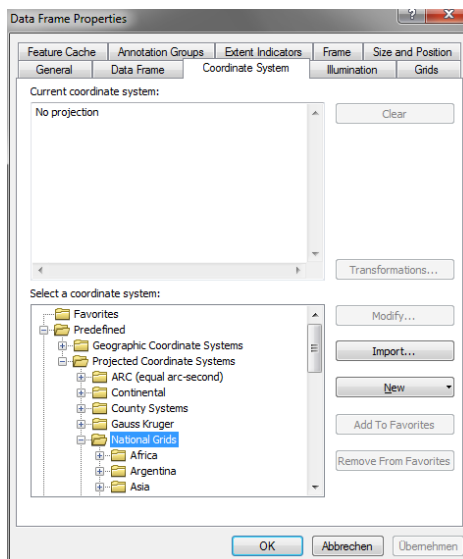 Data Frame Properties
Feature Cache Annotation Groups Extent Indicators Frame Size and Position
General Data Frame Coordinate System Illumination Grids
Current coordinate system:
No projection
Clear
Transformations...
Select a coordinate system:
Favorites
Modify...
Predefined
Geographic Coordinate Systems
Import...
Projected Coordinate Systems
ARC (equal arc-second)
Continental
New
County Systems
Gauss Kruger
Add To Favorites
National Grids
Africa
Remove From Favorites
Argentina
Asia
OK Abbrechen Übernehmen